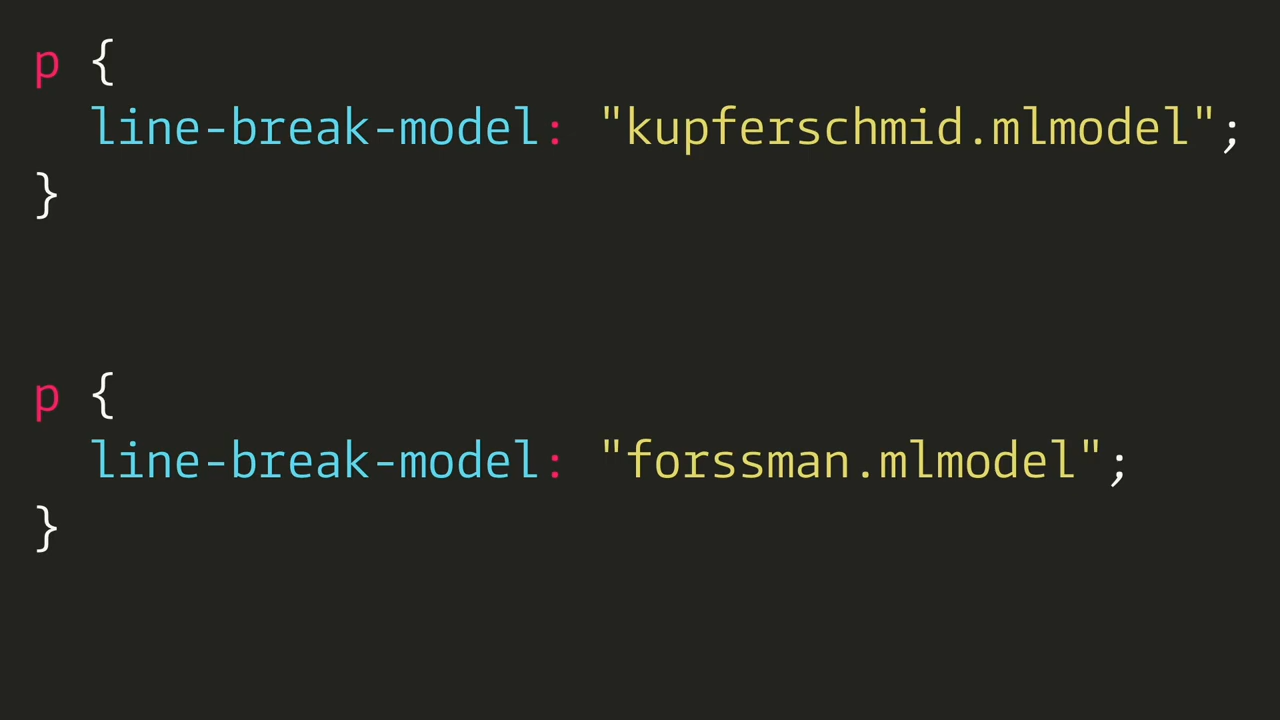 p {
  line-break-model: "kupferschmid.mlmodel";
}
p {
  line-break-model: "forssman.mlmodel";
}